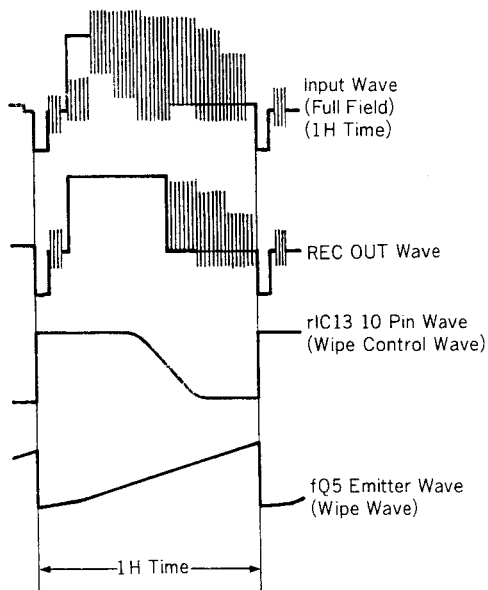 Input Wave
(Full Field)
(1H Time)
REC OUT Wave
rIC13 10 Pin Wave
(Wipe Control Wave)
fQ5 Emitter Wave
(Wipe Wave)
1H Time